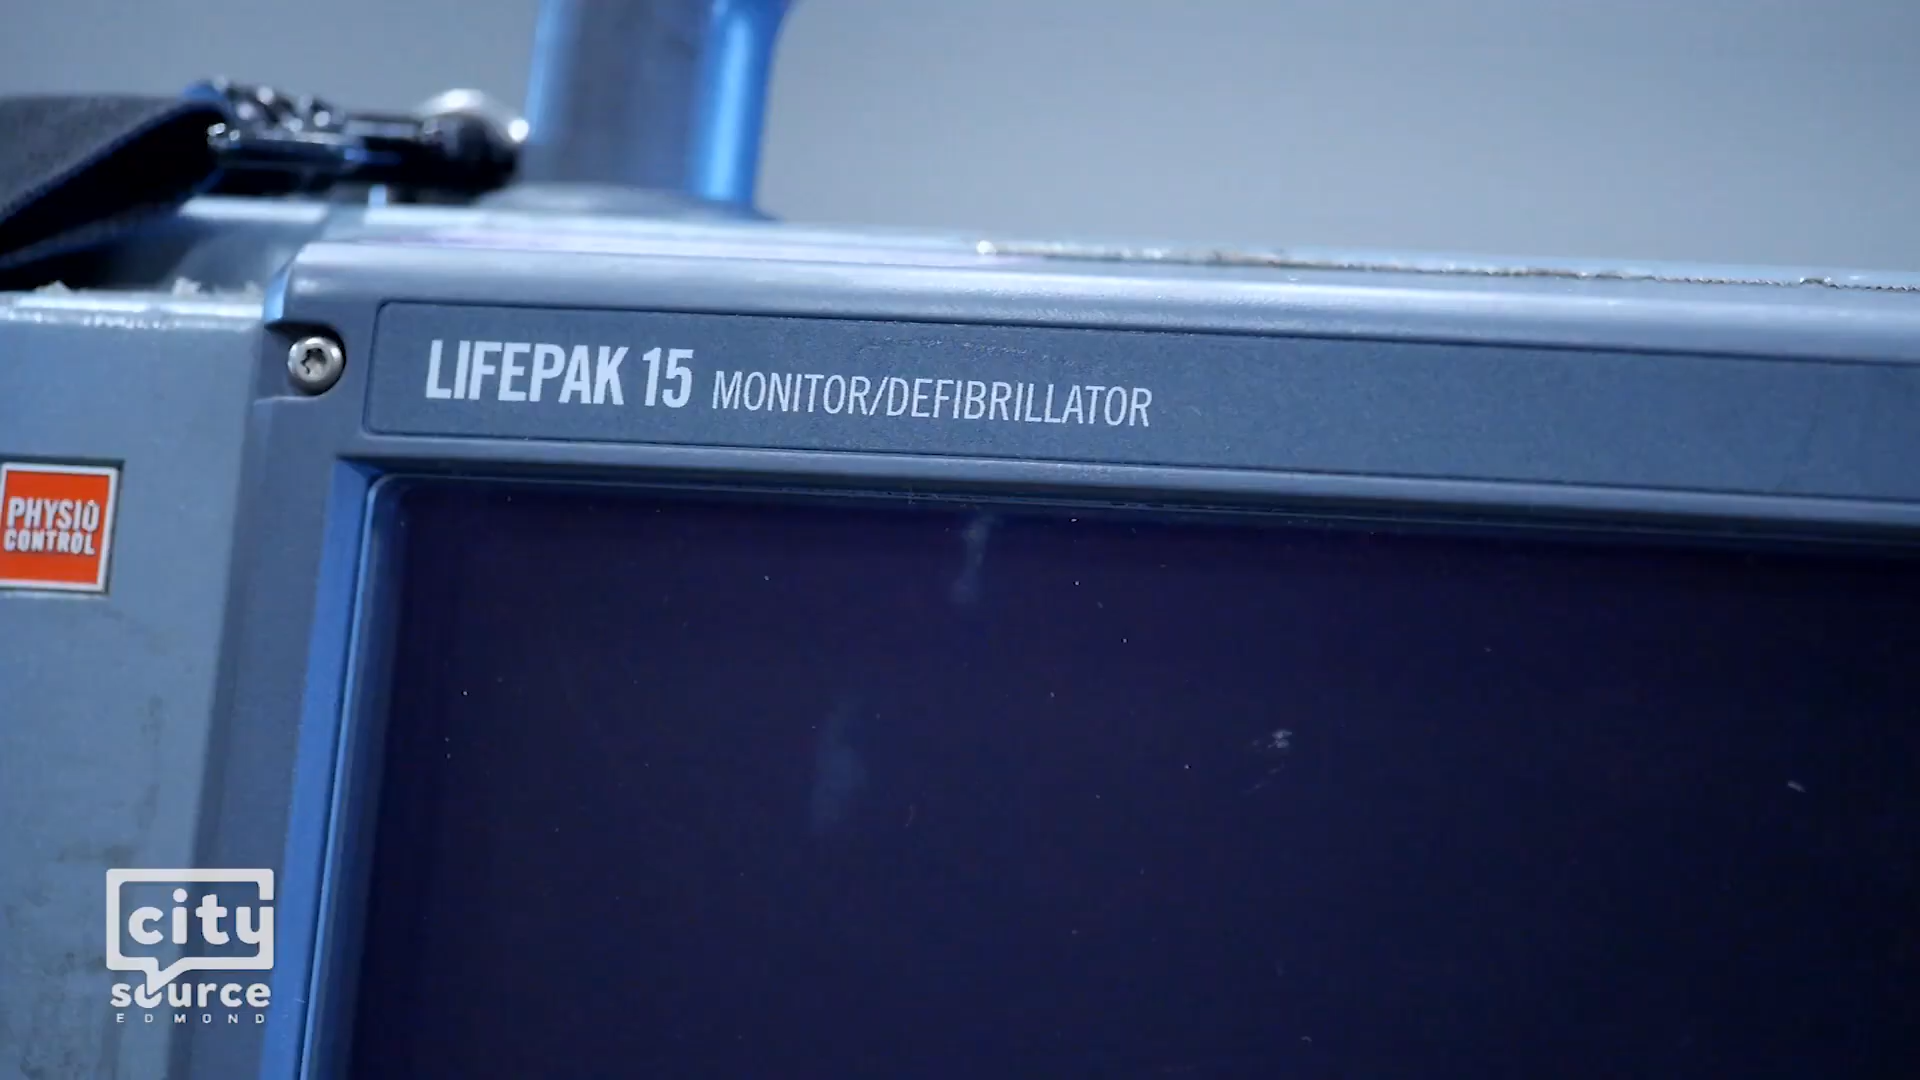 LIFEPAK 15 MONITOR/DEFIBRILLATOR
PHYSIO
CONTROL
city
source
EDMOND